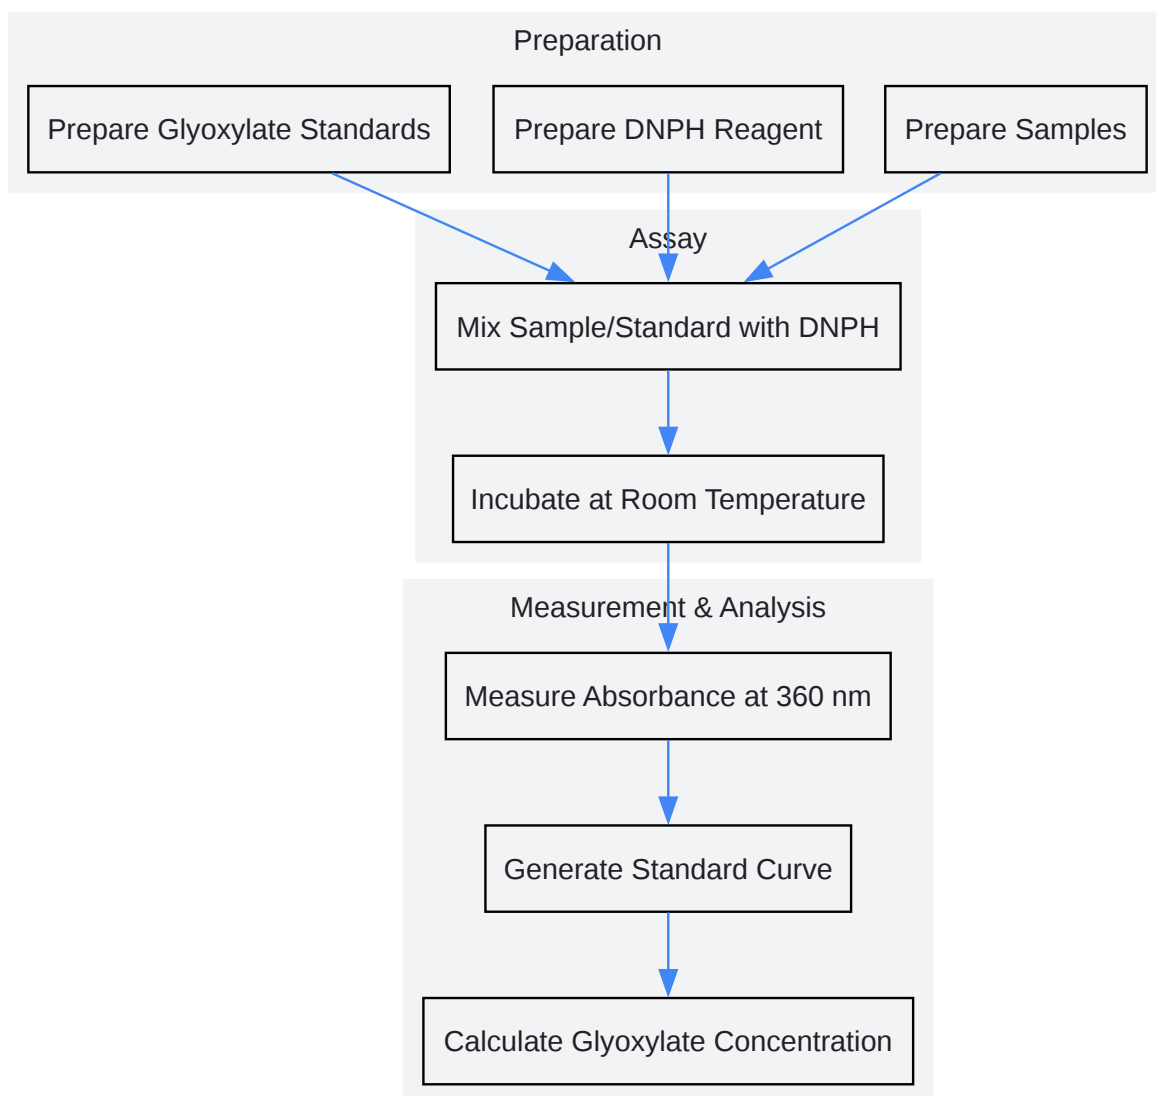 Preparation
Prepare Glyoxylate Standards
Prepare DNPH Reagent
Prepare Samples
Assay
Mix Sample/Standard with DNPH
Incubate at Room Temperature
Measurement & Analysis
Measure Absorbance at 360 nm
Generate Standard Curve
Calculate Glyoxylate Concentration